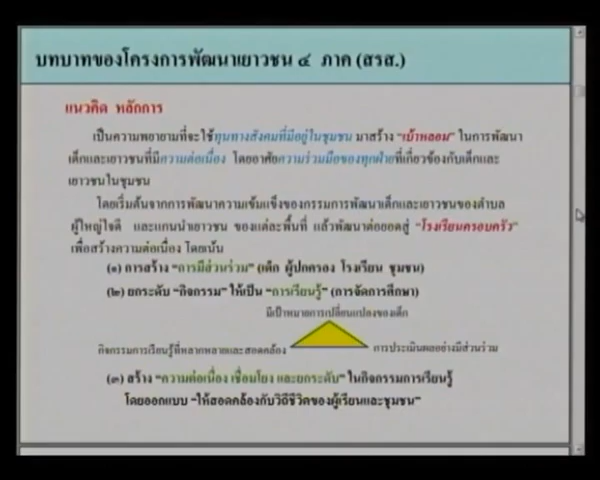 บทบาทของโครงการพัฒนาเยาวชน ๔ ภาค (สรส.)
แนวคิด หลักการ
เป็นความพยายามที่จะใช้ทุนทางสังคมที่มีอยู่ในชุมชน มาสร้าง “เบ้าหลอม” ในการพัฒนา
เด็กและเยาวชนที่มีความต่อเนื่อง โดยอาศัยความร่วมมือของทุกฝ่ายที่เกี่ยวข้องกับเด็กและ
เยาวชนในชุมชน
โดยเริ่มต้นจากการพัฒนาความเข้มแข็งของกรรมการพัฒนาเด็กและเยาวชนของตำบล
ผู้ใหญ่ใจดี และแกนนำเยาวชน ของแต่ละพื้นที่ แล้วพัฒนาต่อยอดสู่ “โรงเรียนครอบครัว”
เพื่อสร้างความต่อเนื่อง โดยเน้น
(๑) การสร้าง “การมีส่วนร่วม” (เด็ก ผู้ปกครอง โรงเรียน ชุมชน)
(๒) ยกระดับ “กิจกรรม” ให้เป็น “การเรียนรู้” (การจัดการศึกษา)
มีเป้าหมายการเปลี่ยนแปลงของเด็ก
กิจกรรมการเรียนรู้ที่หลากหลายและสอดคล้อง การประเมินผลอย่างมีส่วนร่วม
(๓) สร้าง “ความต่อเนื่อง เชื่อมโยง และยกระดับ” ในกิจกรรมการเรียนรู้
โดยออกแบบ “ให้สอดคล้องกับวิถีชีวิตของผู้เรียนและชุมชน”